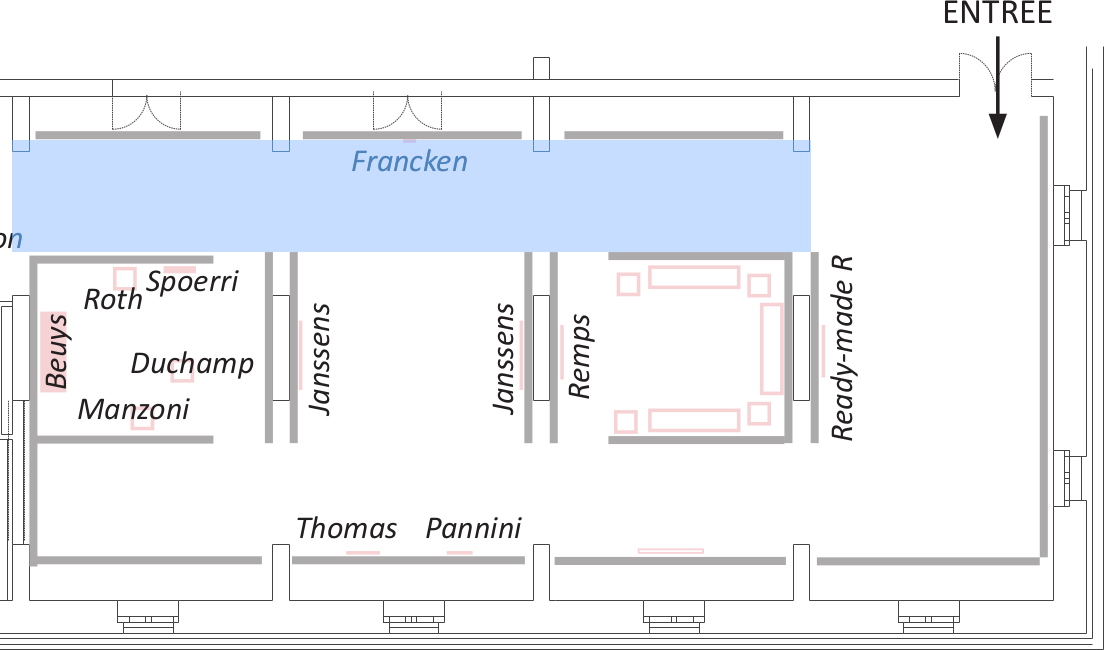 ENTREE
Francken
on
Spoerri
Roth
Beuys
Duchamp
Manzoni
Janssens
Janssens
Remps
Ready-made R
Thomas
Pannini